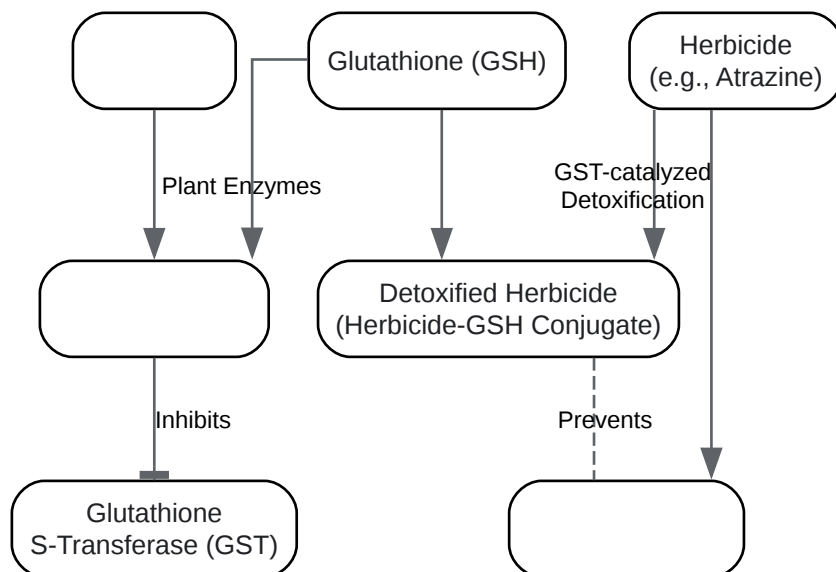 Glutathione (GSH)
Herbicide
(e.g., Atrazine)
Plant Enzymes
GST-catalyzed
Detoxification
Detoxified Herbicide
(Herbicide-GSH Conjugate)
Inhibits
Prevents
Glutathione
S-Transferase (GST)